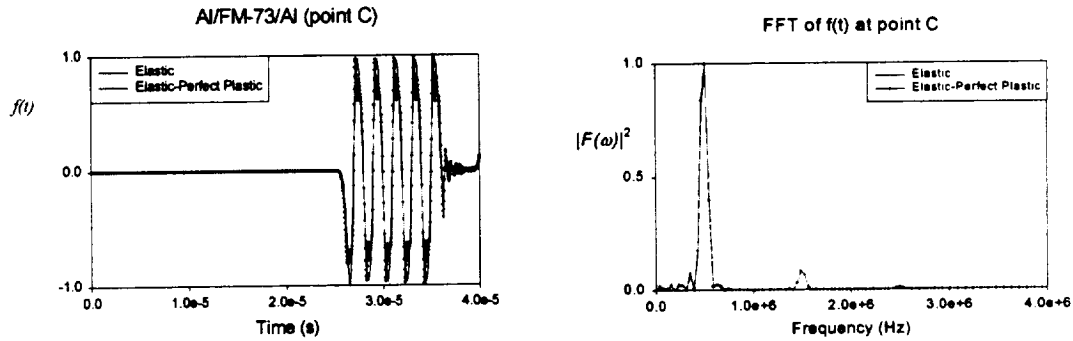 Al/FM-73/Al (point C)
f(t)
1.0
0.0
-1.0
Elastic
Elastic-Perfect Plastic
0.0
1.0e-5
2.0e-5
3.0e-5
4.0e-5
Time (s)
FFT of f(t) at point C
|F(ω)|²
1.0
0.5
0.0
Elastic
Elastic-Perfect Plastic
0.0
1.0e+6
2.0e+6
3.0e+6
4.0e+6
Frequency (Hz)